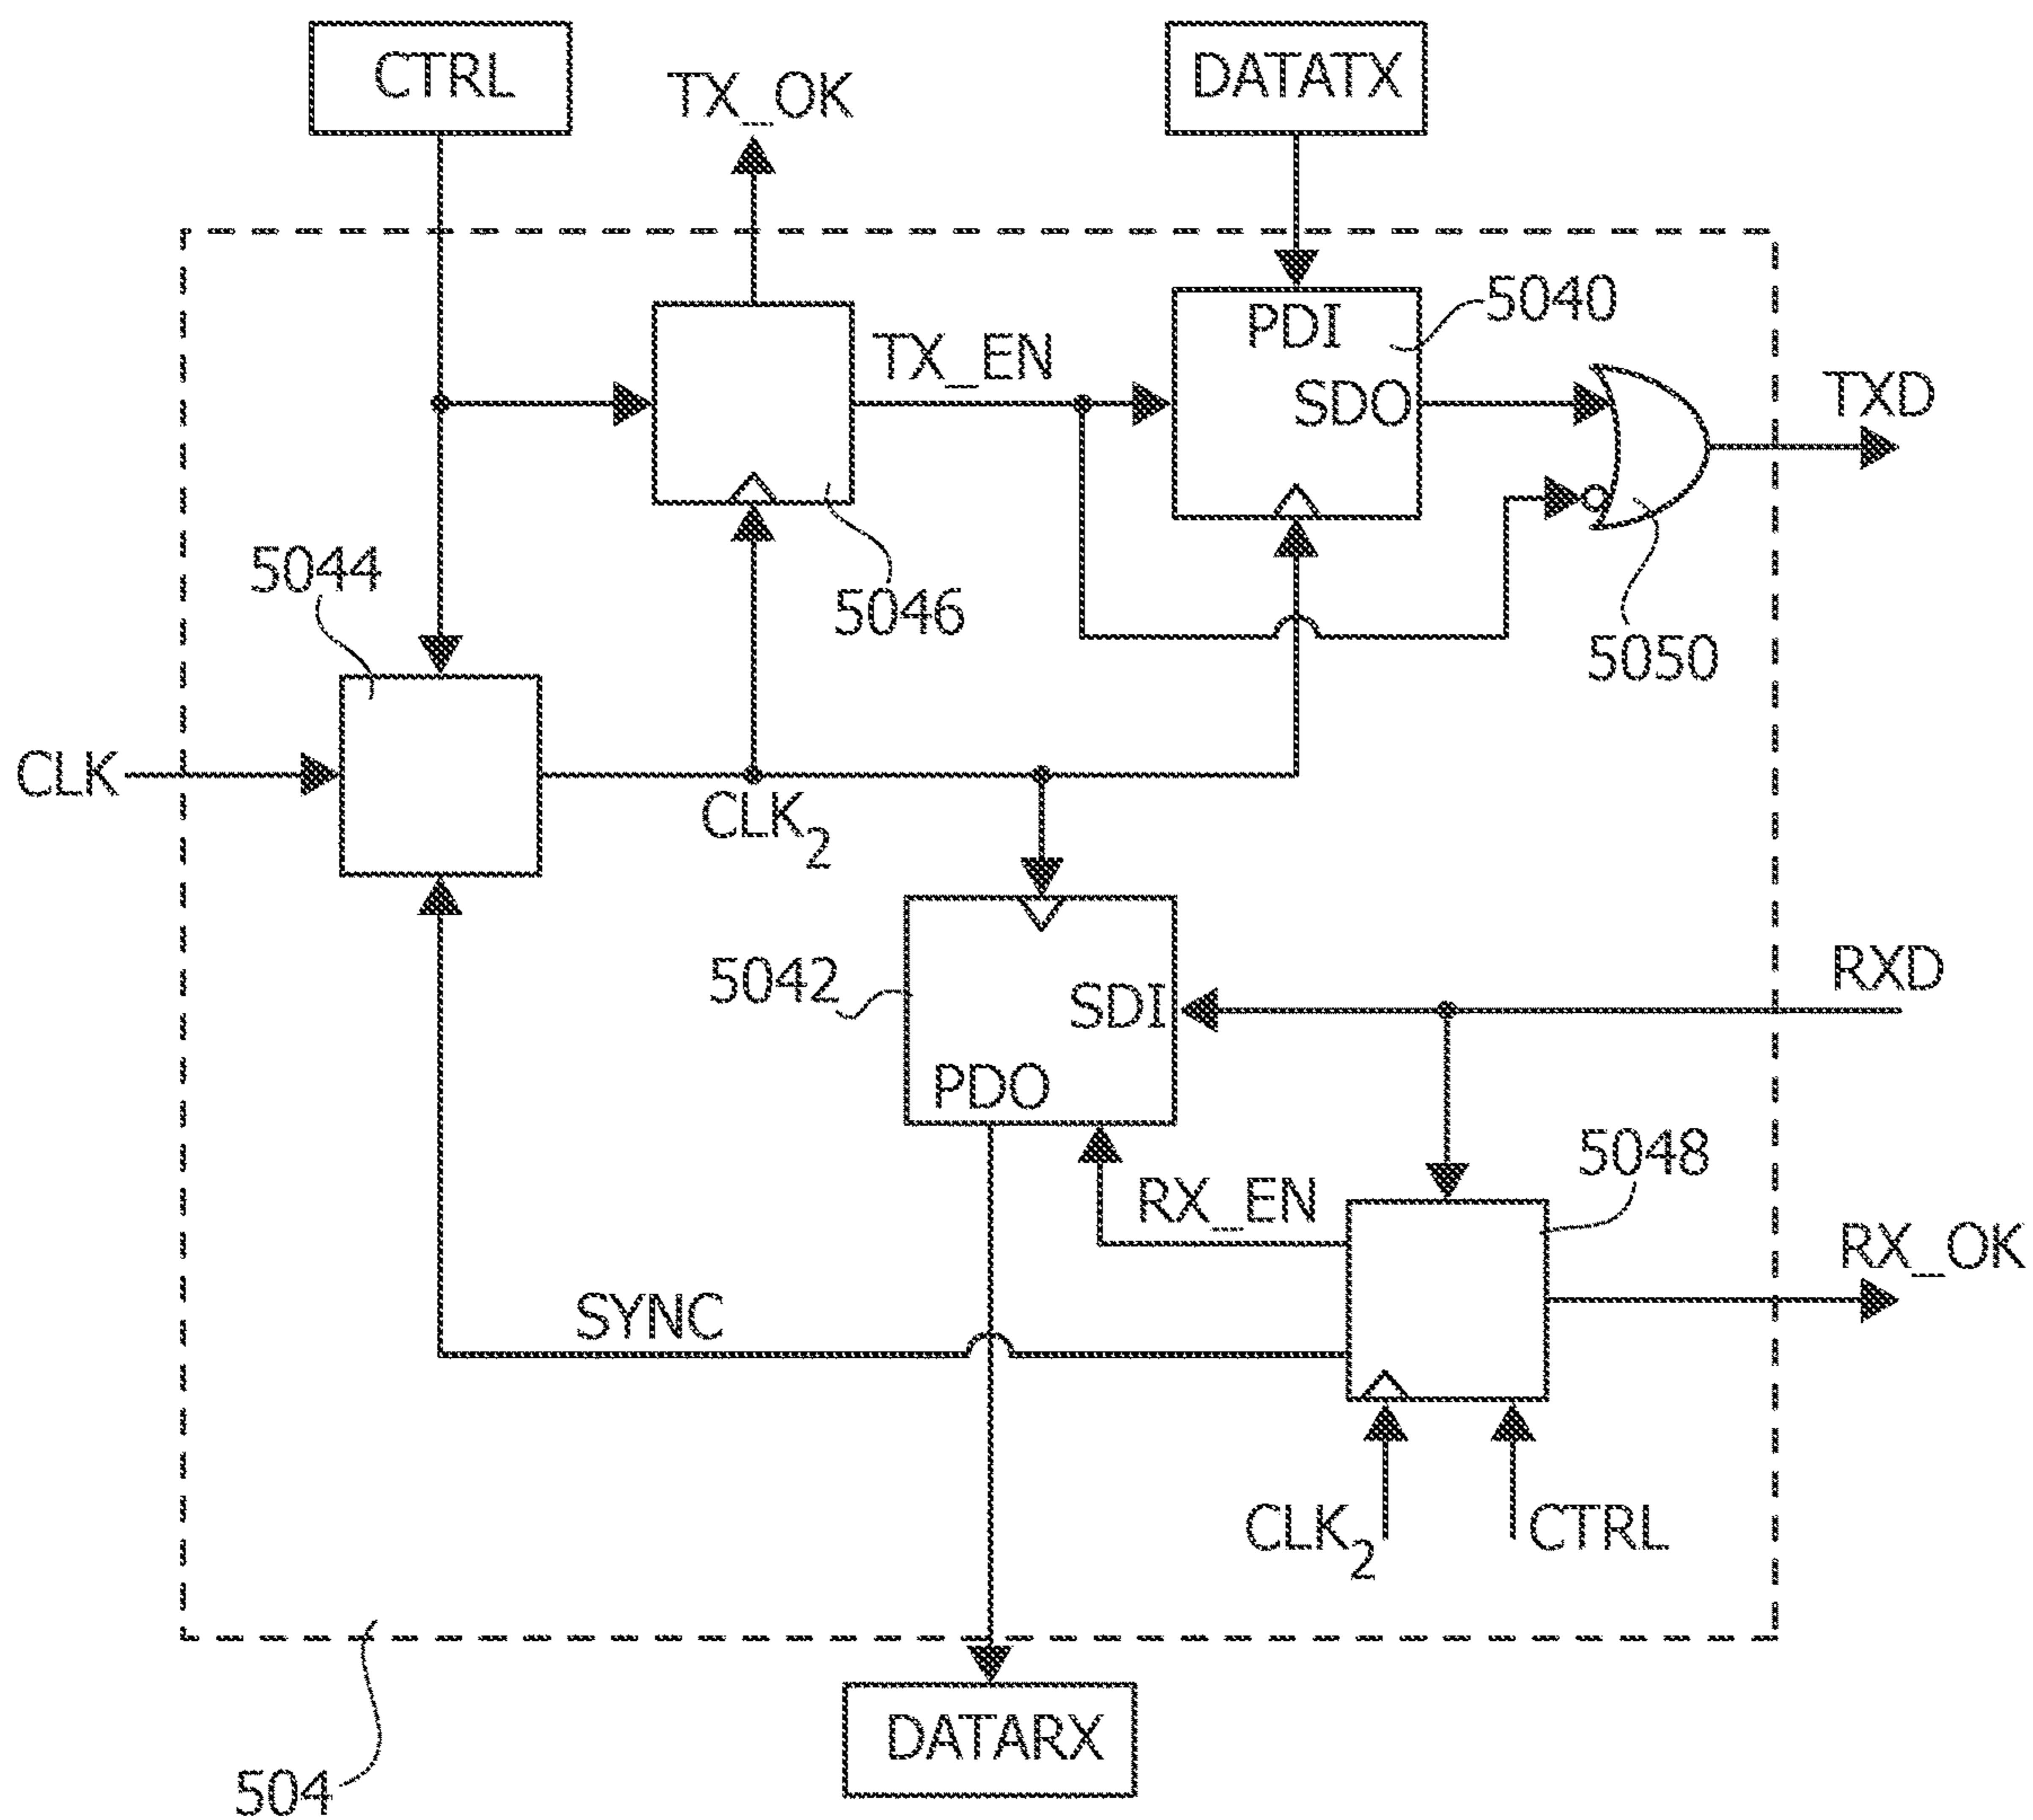 CTRL
TX_OK
DATATX
5040
PDI
TX_EN
SDO
TXD
5044
5046
5050
CLK
CLK2
5042
SDI
RXD
PDO
5048
RX_EN
RX_OK
SYNC
CLK2
CTRL
DATARX
504